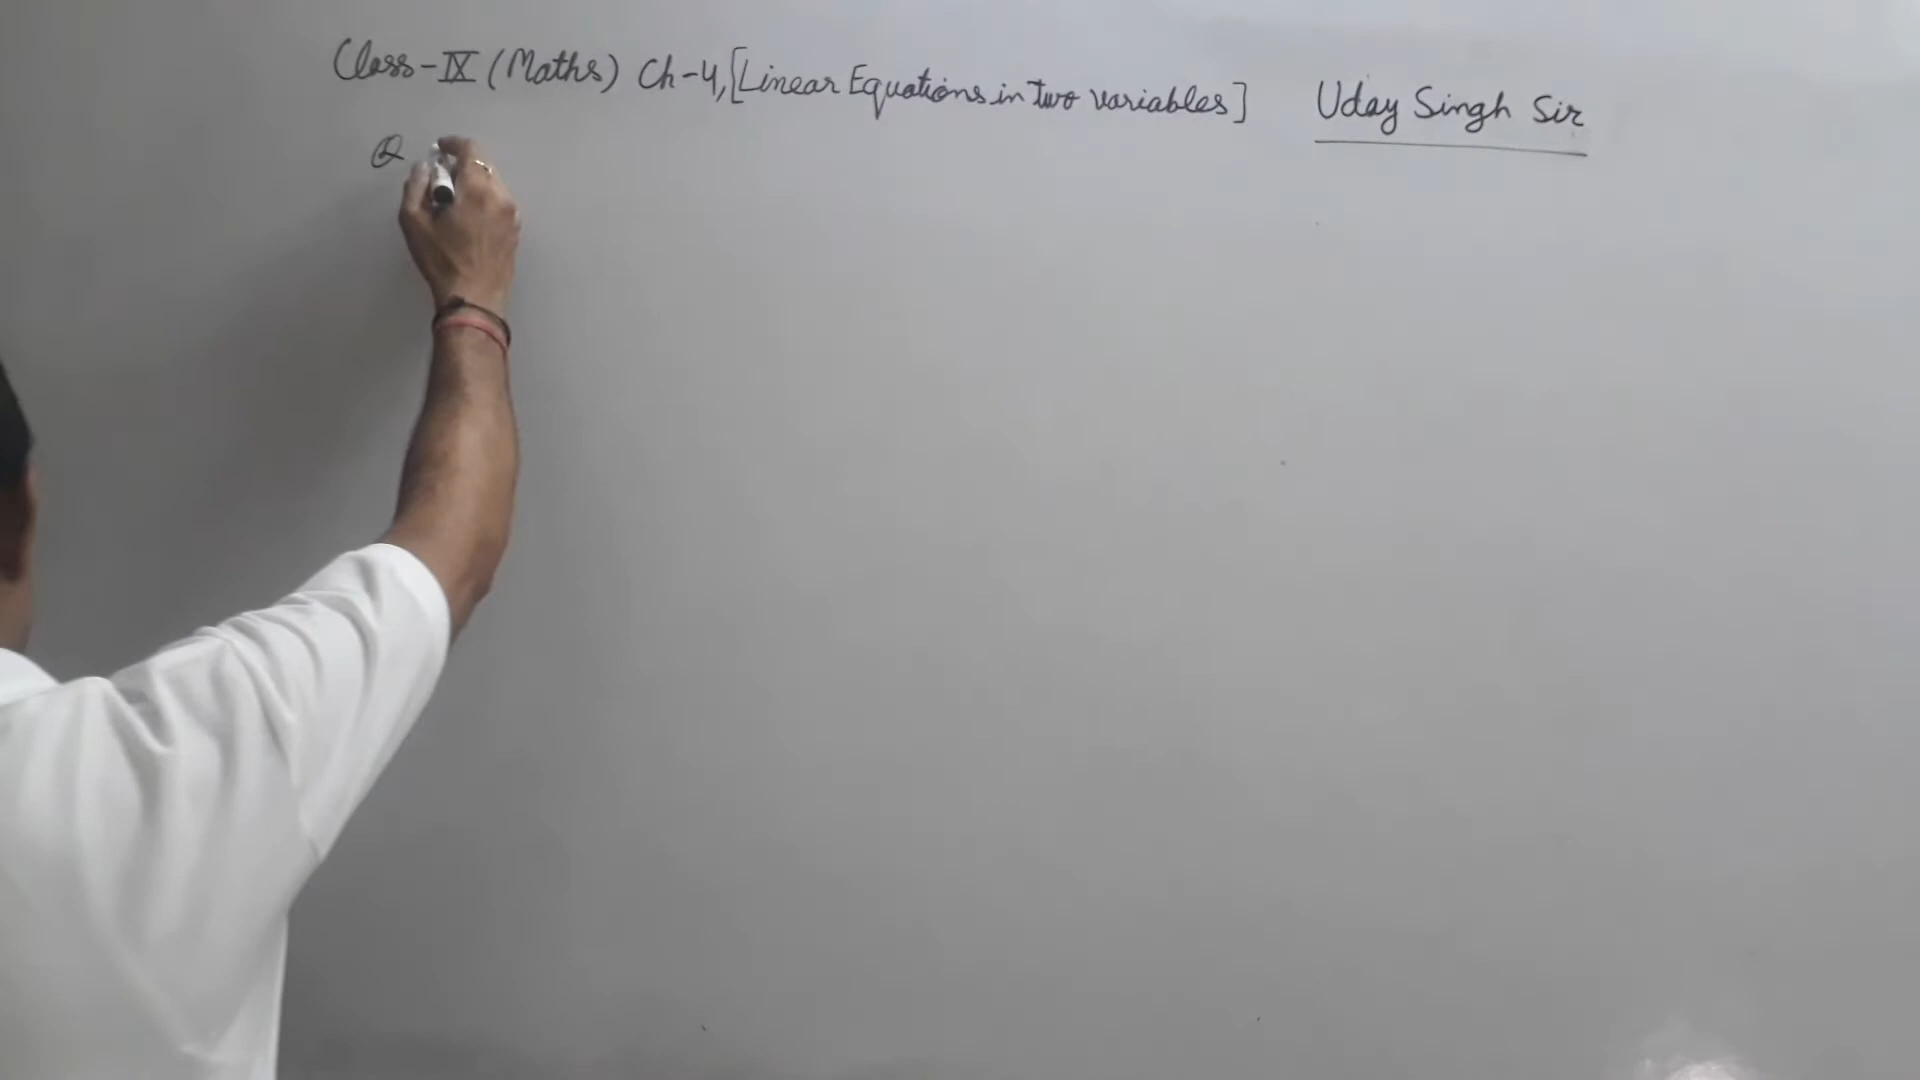 Class-IX (Maths) Ch-4, [Linear Equations in two variables] Uday Singh Sir
Q